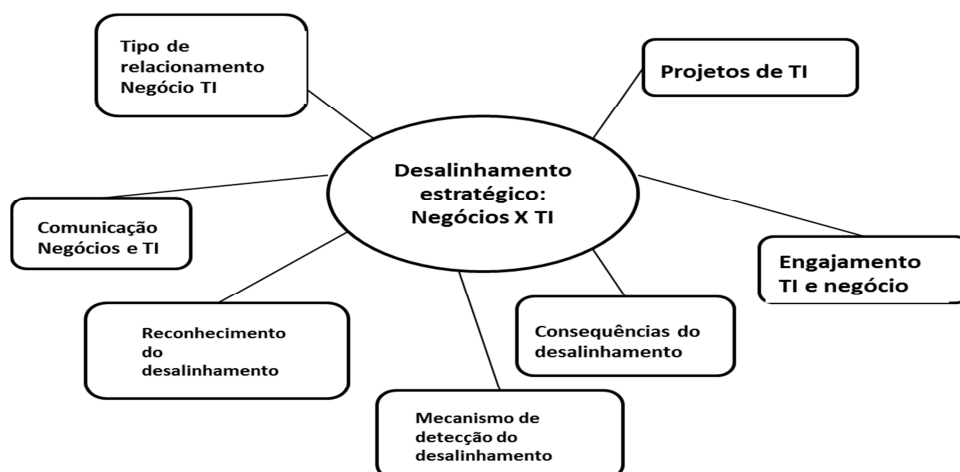 Tipo de
relacionamento
Negócio TI
Projetos de TI
Desalinhamento
estratégico:
Negócios X TI
Comunicação
Negócios e TI
Engajamento
TI e negócio
Reconhecimento
do
desalinhamento
Consequências do
desalinhamento
Mecanismo de
detecção do
desalinhamento